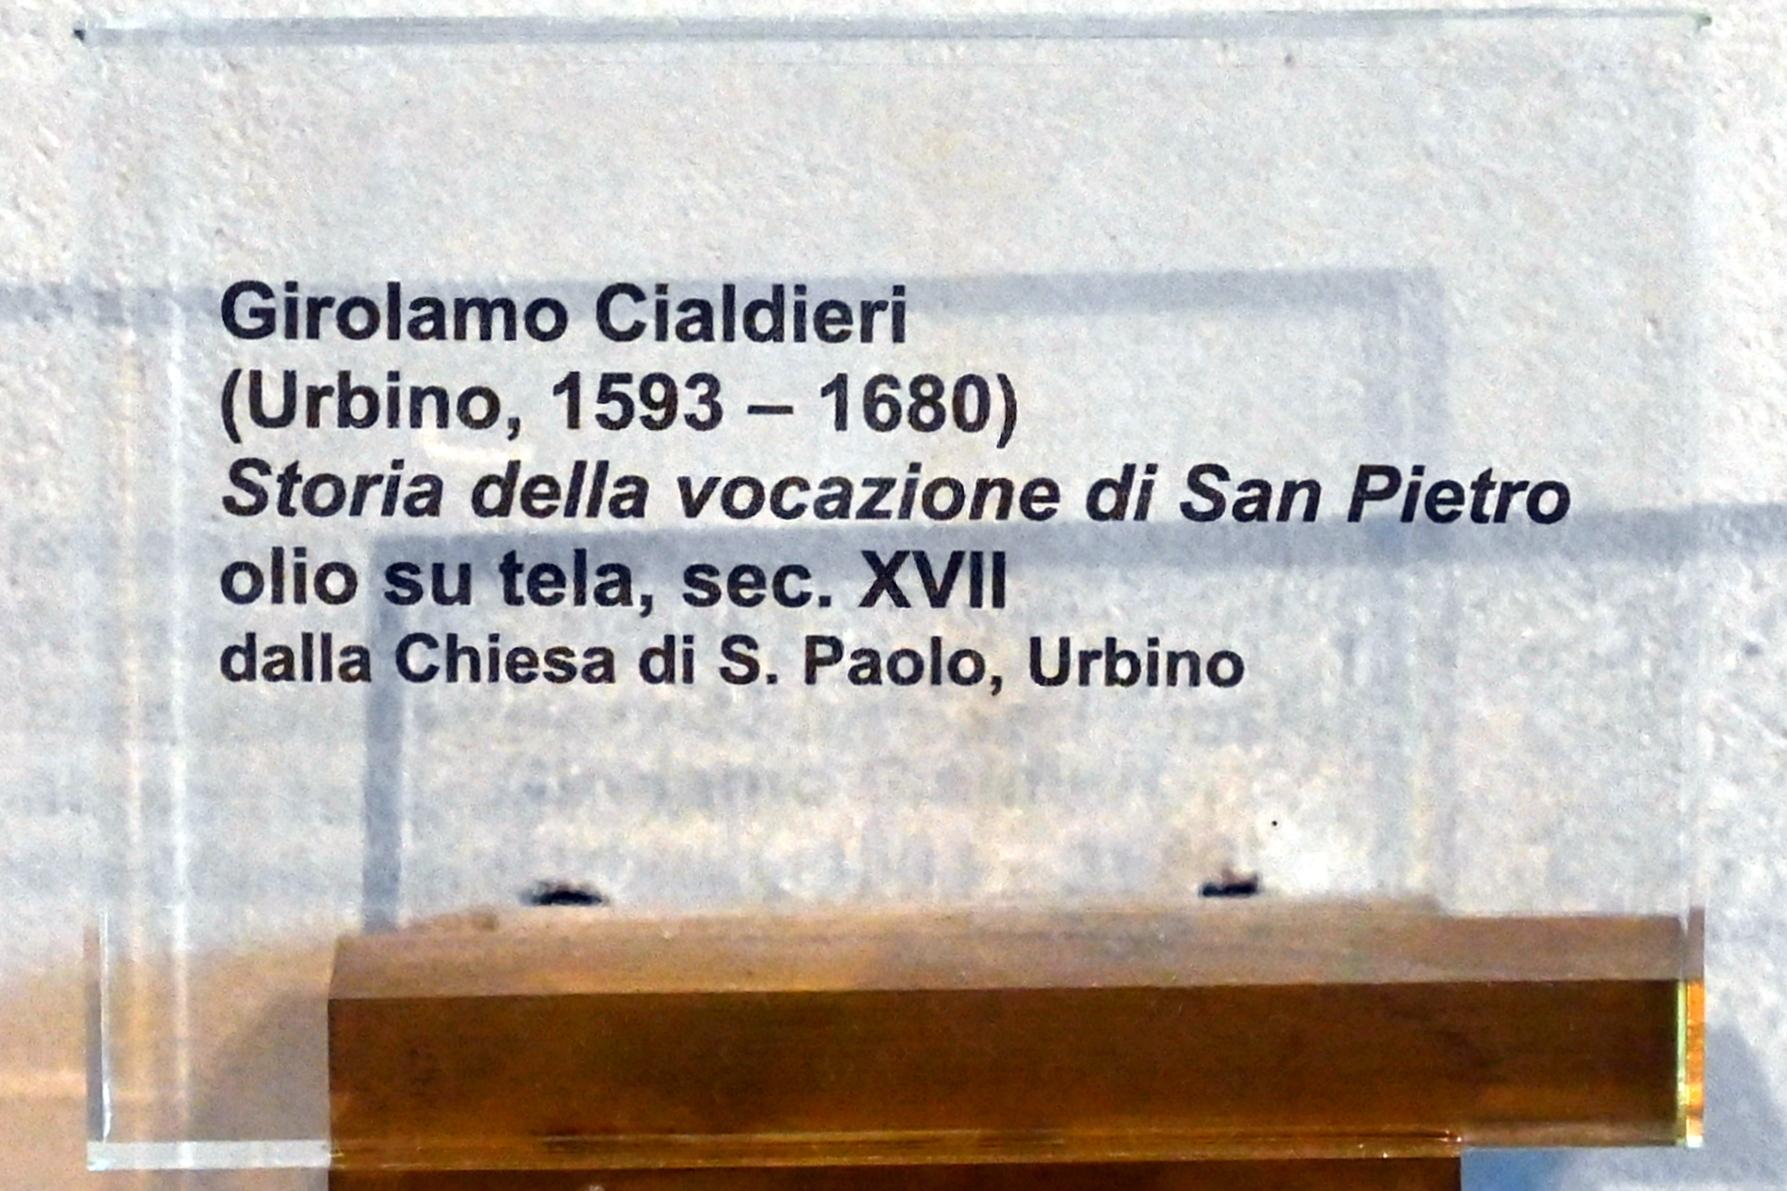 Girolamo Cialdieri
(Urbino, 1593 – 1680)
Storia della vocazione di San Pietro
olio su tela, sec. XVII
dalla Chiesa di S. Paolo, Urbino